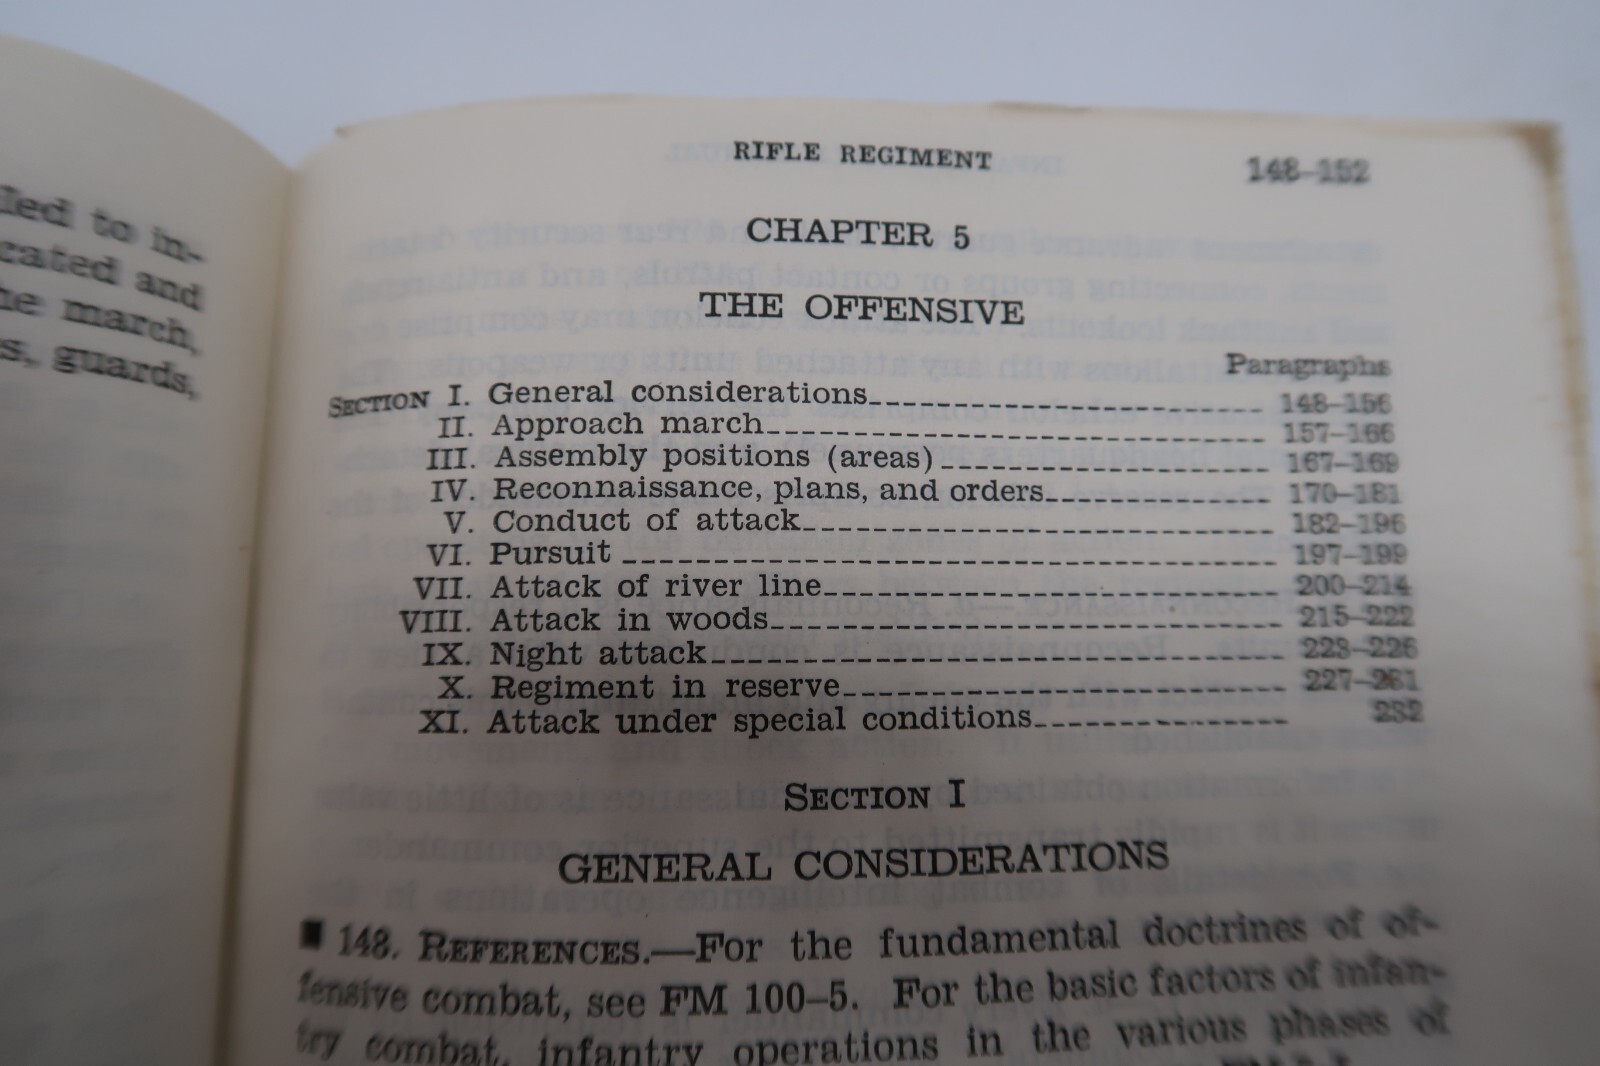 led to in-
cated and
he march,
s, guards,
RIFLE REGIMENT 148–152
CHAPTER 5
THE OFFENSIVE
Paragraphs
SECTION I. General considerations 148–156
II. Approach march 157–166
III. Assembly positions (areas) 167–169
IV. Reconnaissance, plans, and orders 170–181
V. Conduct of attack 182–196
VI. Pursuit 197–199
VII. Attack of river line 200–214
VIII. Attack in woods 215–222
IX. Night attack 223–226
X. Regiment in reserve 227–231
XI. Attack under special conditions 232
SECTION I
GENERAL CONSIDERATIONS
■ 148. REFERENCES.—For the fundamental doctrines of of-
fensive combat, see FM 100–5. For the basic factors of infan-
try combat, infantry operations in the various phases of